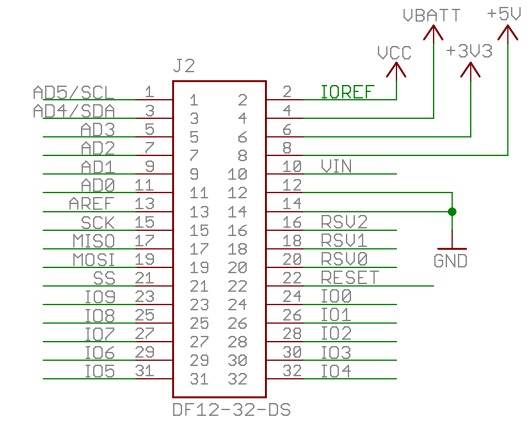 VBATT +5V
VCC +3V3
J2
AD5/SCL 1 1 2 2 IOREF
AD4/SDA 3 3 4 4
AD3 5 5 6 6
AD2 7 7 8 8
AD1 9 9 10 10 VIN
AD0 11 11 12 12
AREF 13 13 14 14
SCK 15 15 16 16 RSV2
MISO 17 17 18 18 RSV1
MOSI 19 19 20 20 RSV0
GND
SS 21 21 22 22 RESET
IO9 23 23 24 24 IO0
IO8 25 25 26 26 IO1
IO7 27 27 28 28 IO2
IO6 29 29 30 30 IO3
IO5 31 31 32 32 IO4
DF12-32-DS